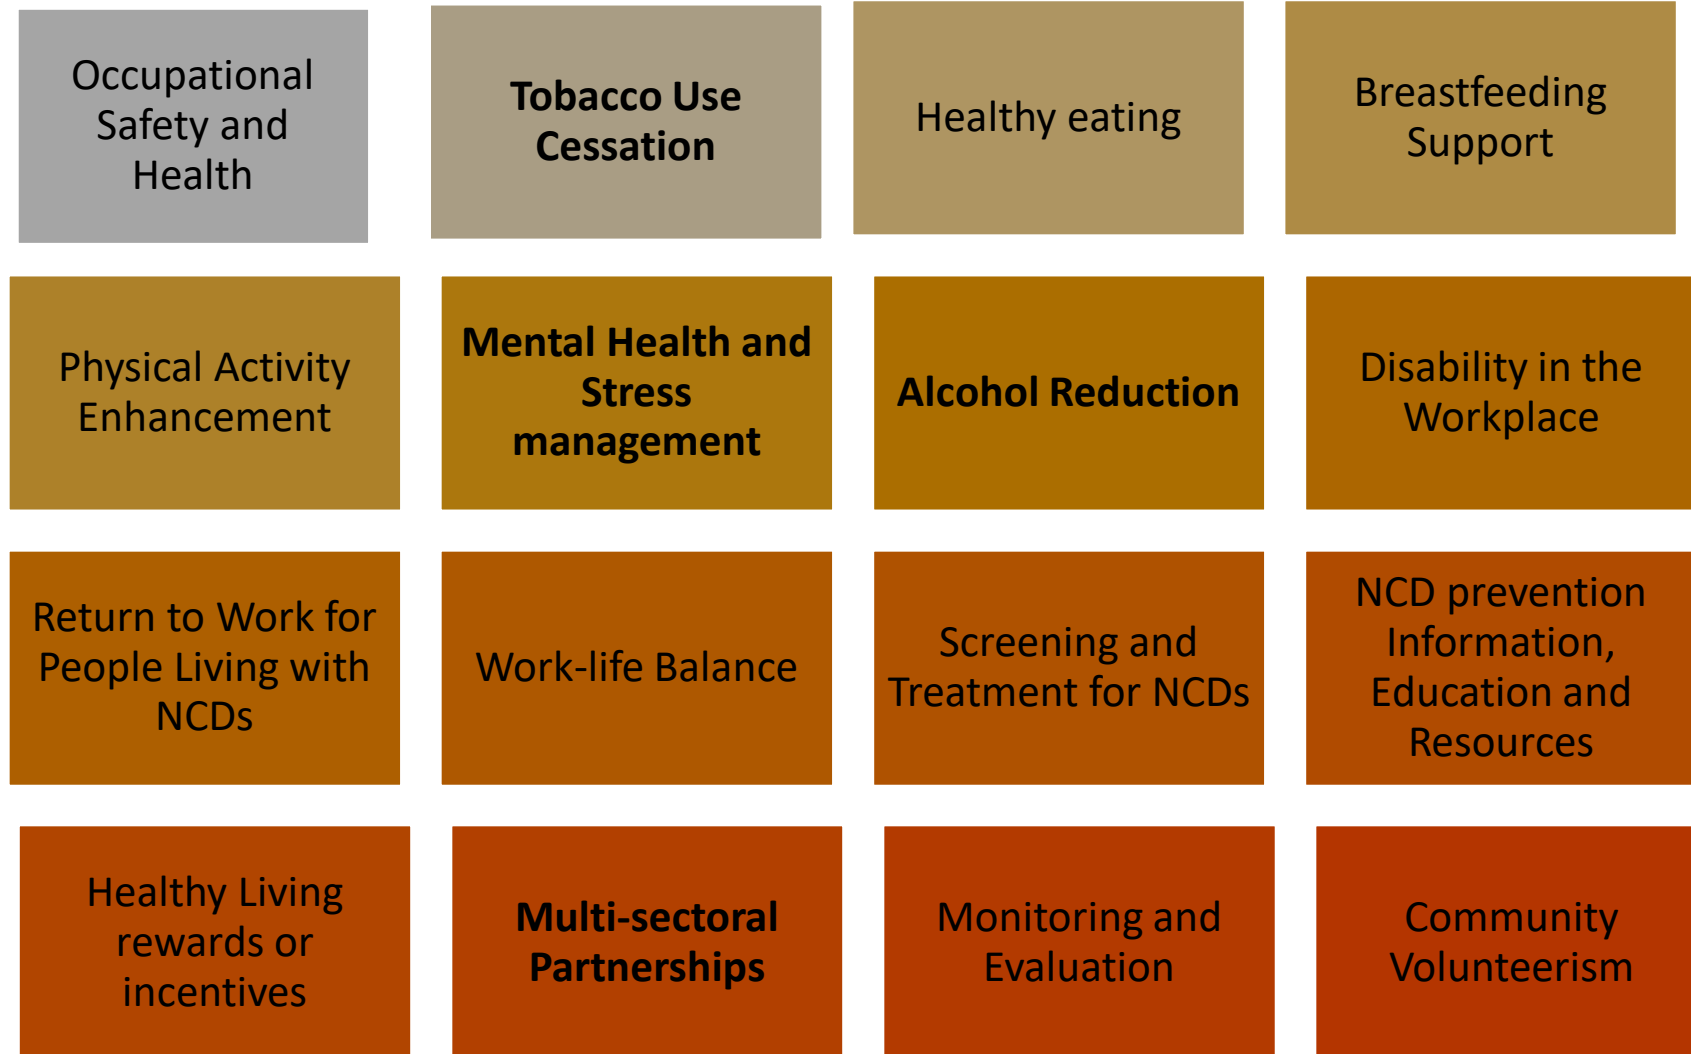 Occupational
Safety and
Health
Tobacco Use
Cessation
Healthy eating
Breastfeeding
Support
Physical Activity
Enhancement
Mental Health and
Stress
management
Alcohol Reduction
Disability in the
Workplace
Return to Work for
People Living with
NCDs
Work-life Balance
Screening and
Treatment for NCDs
NCD prevention
Information,
Education and
Resources
Healthy Living
rewards or
incentives
Multi-sectoral
Partnerships
Monitoring and
Evaluation
Community
Volunteerism